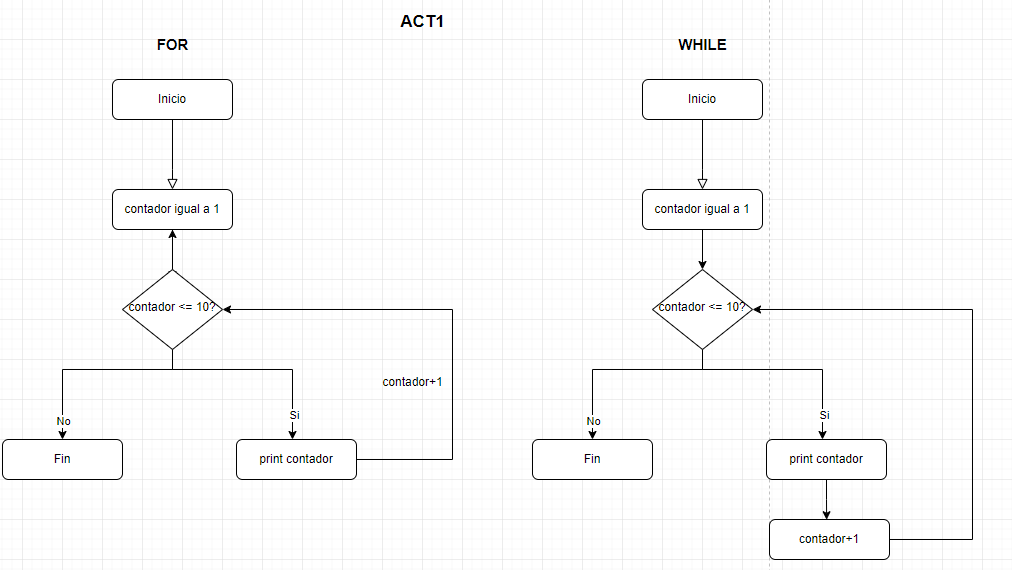 ACT1
FOR
Inicio
contador igual a 1
contador <= 10?
contador+1
No
Si
Fin
print contador
WHILE
Inicio
contador igual a 1
contador <= 10?
No
Si
Fin
print contador
contador+1